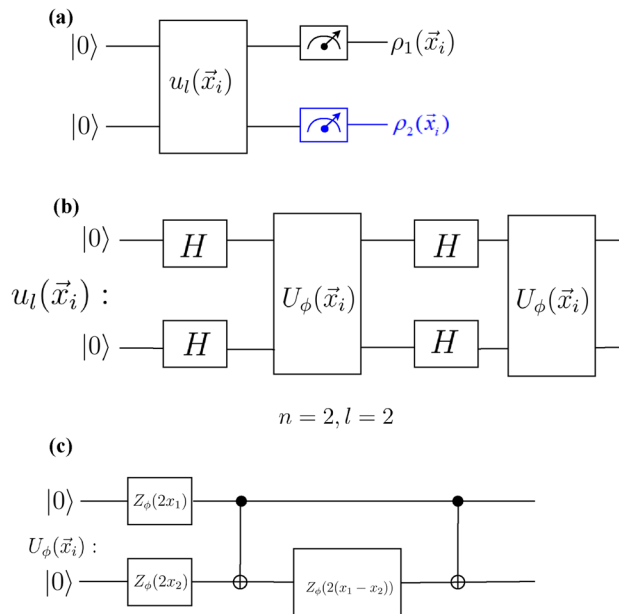 (a)
|0⟩ u_l(x⃗_i) ρ_1(x⃗_i)
|0⟩ ρ_2(x⃗_i)
(b)
|0⟩ H U_ϕ(x⃗_i) H U_ϕ(x⃗_i)
u_l(x⃗_i) :
|0⟩ H H
n = 2, l = 2
(c)
|0⟩ Z_ϕ(2x_1)
U_ϕ(x⃗_i) :
|0⟩ Z_ϕ(2x_2) Z_ϕ(2(x_1 − x_2))